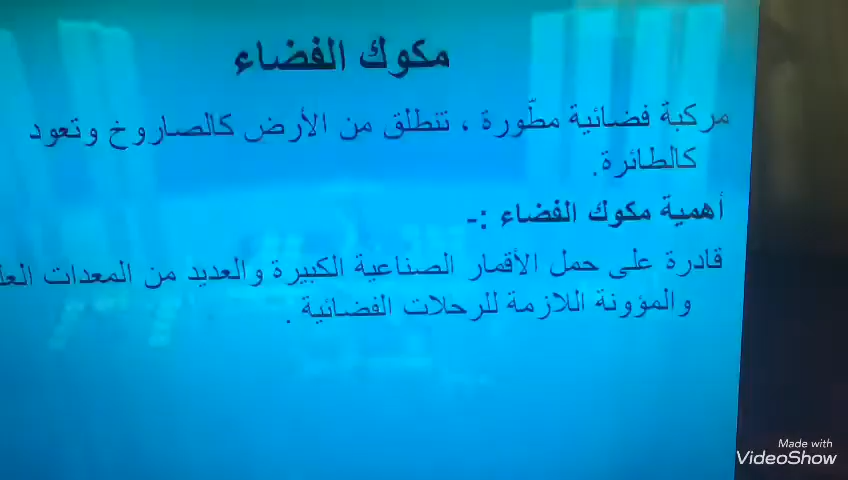 مكوك الفضاء
مركبة فضائية مطّورة ، تنطلق من الأرض كالصاروخ وتعود
كالطائرة.
أهمية مكوك الفضاء :-
قادرة على حمل الأقمار الصناعية الكبيرة والعديد من المعدات
والمؤونة اللازمة للرحلات الفضائية .
Made with
VideoShow